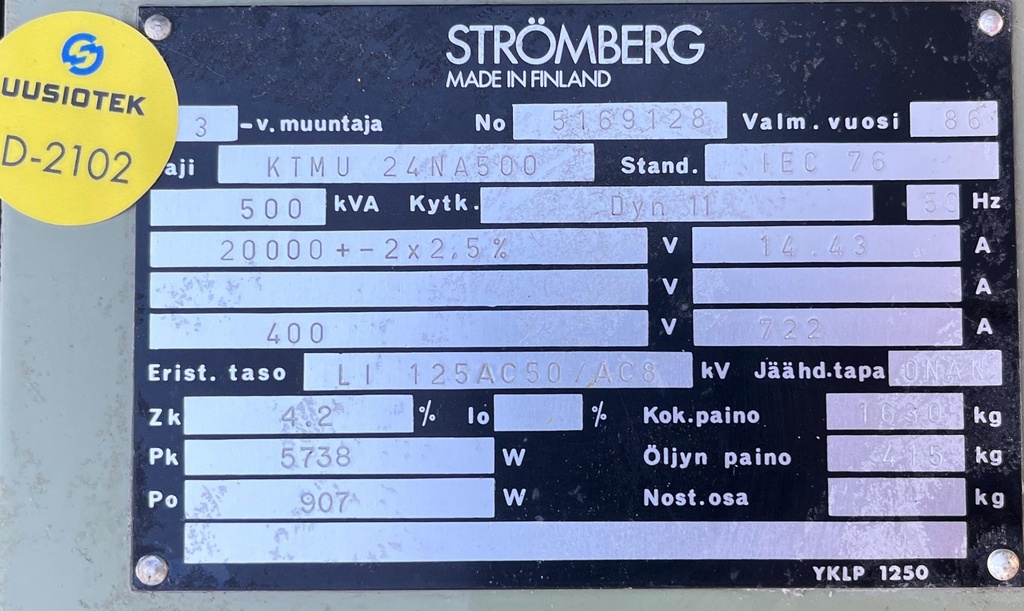 STRÖMBERG
MADE IN FINLAND
UUSIOTEK
D-2102
3 -v.muuntaja No 5169128 Valm.vuosi 86
aji KTMU 24NA500 Stand. IEC 76
500 kVA Kytk. Dyn 11 50 Hz
20000+-2x2,5% V 14.43 A
V A
400 V 722 A
Erist. taso LI 125AC50/AC8 kV Jäähd.tapa ONAN
Zk 4.2 % Io % Kok.paino 1630 kg
Pk 5738 W Öljyn paino 415 kg
Po 907 W Nost.osa kg
YKLP 1250